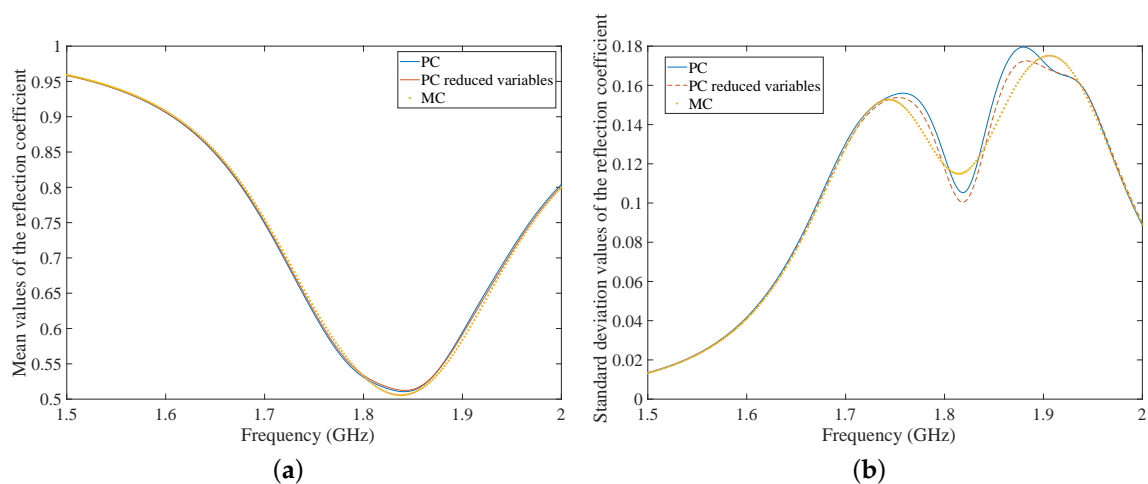 Mean values of the reflection coefficient
1
0.95
0.9
0.85
0.8
0.75
0.7
0.65
0.6
0.55
0.5
1.5
1.6
1.7
1.8
1.9
2
Frequency (GHz)
PC
PC reduced variables
MC
(a)
Standard deviation values of the reflection coefficient
0.18
0.16
0.14
0.12
0.1
0.08
0.06
0.04
0.02
0
1.5
1.6
1.7
1.8
1.9
2
Frequency (GHz)
PC
PC reduced variables
MC
(b)